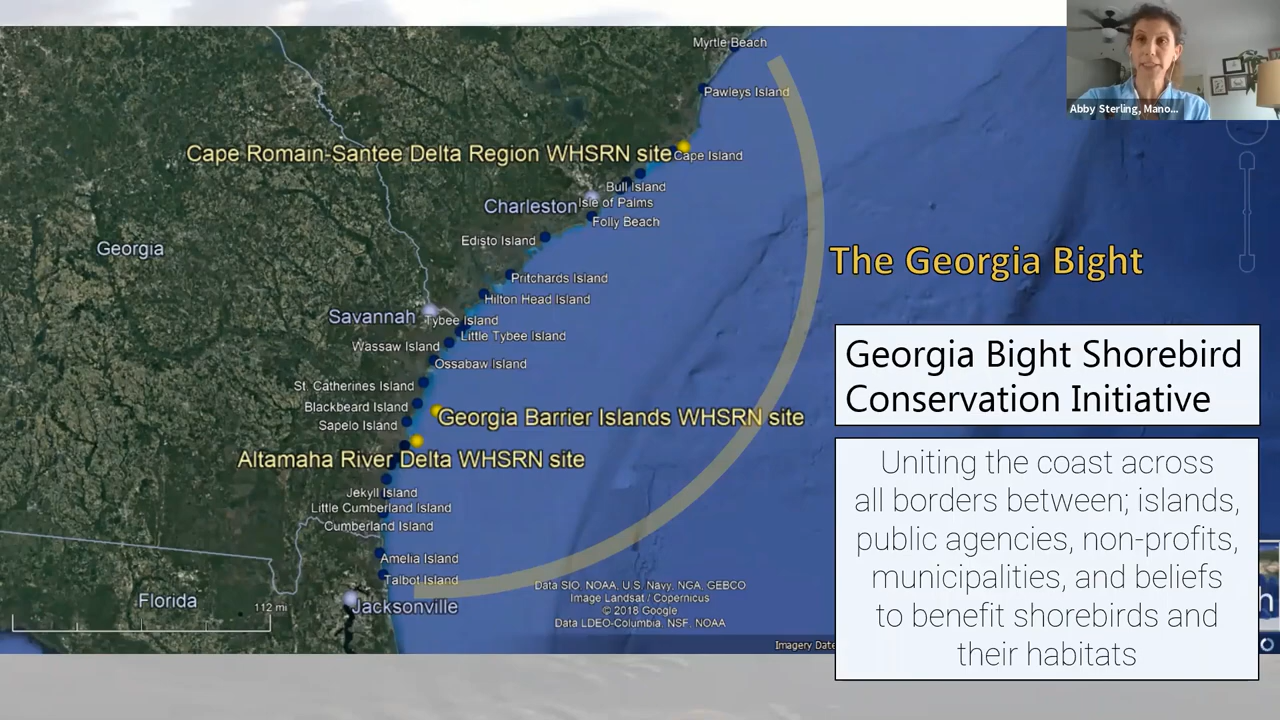 Myrtle Beach
Pawleys Island
Abby Sterling, Mano...
Cape Romain-Santee Delta Region WHSRN site
Cape Island
Bull Island
Isle of Palms
Charleston
Folly Beach
Edisto Island
Georgia
The Georgia Bight
Pritchards Island
Hilton Head Island
Savannah
Tybee Island
Little Tybee Island
Wassaw Island
Ossabaw Island
Georgia Bight Shorebird
Conservation Initiative
St. Catherines Island
Blackbeard Island
Georgia Barrier Islands WHSRN site
Sapelo Island
Altamaha River Delta WHSRN site
Jekyll Island
Little Cumberland Island
Cumberland Island
Amelia Island
Talbot Island
Florida
112 mi
Jacksonville
Data SIO, NOAA, U.S. Navy, NGA, GEBCO
Image Landsat / Copernicus
© 2018 Google
Data LDEO-Columbia, NSF, NOAA
Imagery Date
Uniting the coast across
all borders between; islands,
public agencies, non-profits,
municipalities, and beliefs
to benefit shorebirds and
their habitats